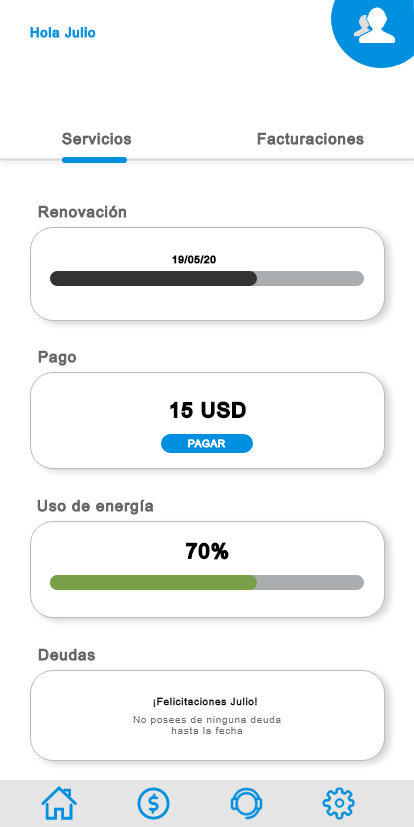 Hola Julio
Servicios
Facturaciones
Renovación
19/05/20
Pago
15 USD
PAGAR
Uso de energía
70%
Deudas
¡Felicitaciones Julio!
No posees de ninguna deuda
hasta la fecha
$